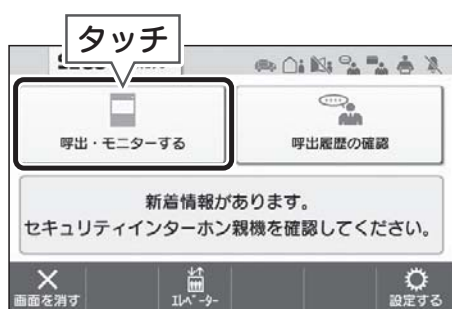 タッチ
呼出・モニターする
呼出履歴の確認
新着情報があります。
セキュリティインターホン親機を確認してください。
画面を消す
ｴﾚﾍﾞｰﾀｰ
設定する